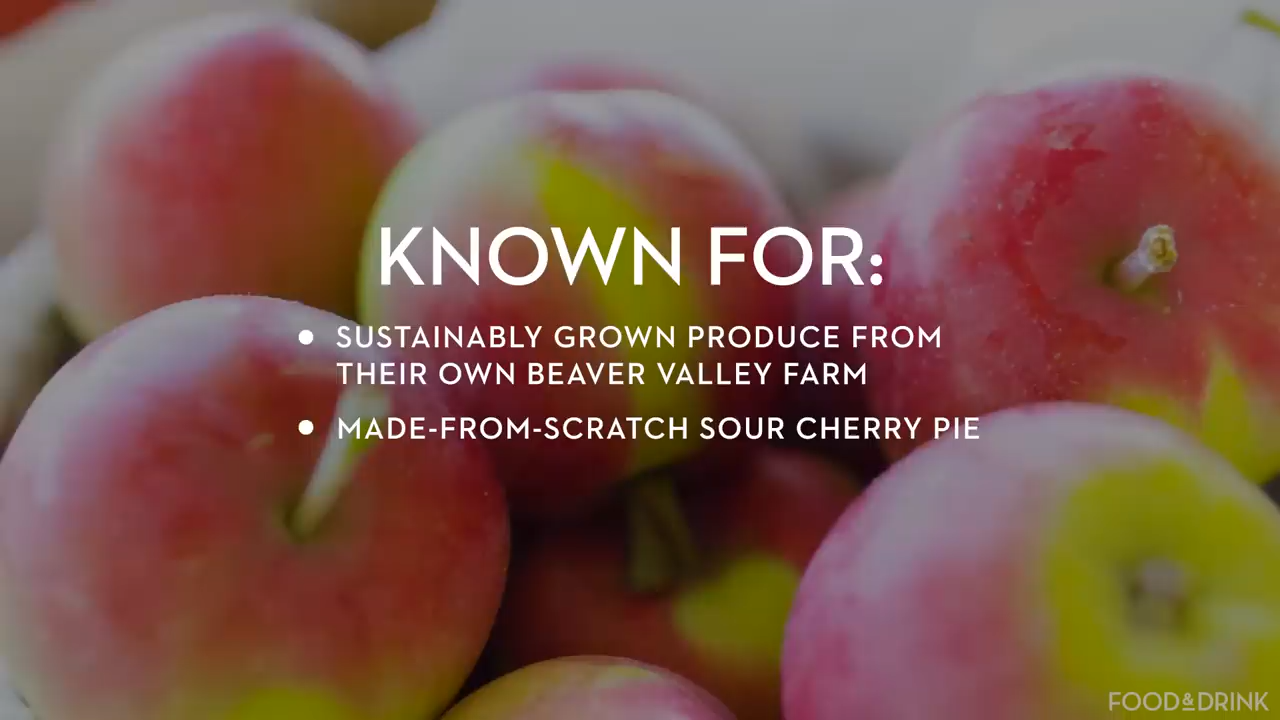 KNOWN FOR:
• SUSTAINABLY GROWN PRODUCE FROM
THEIR OWN BEAVER VALLEY FARM
• MADE-FROM-SCRATCH SOUR CHERRY PIE
FOOD&DRINK